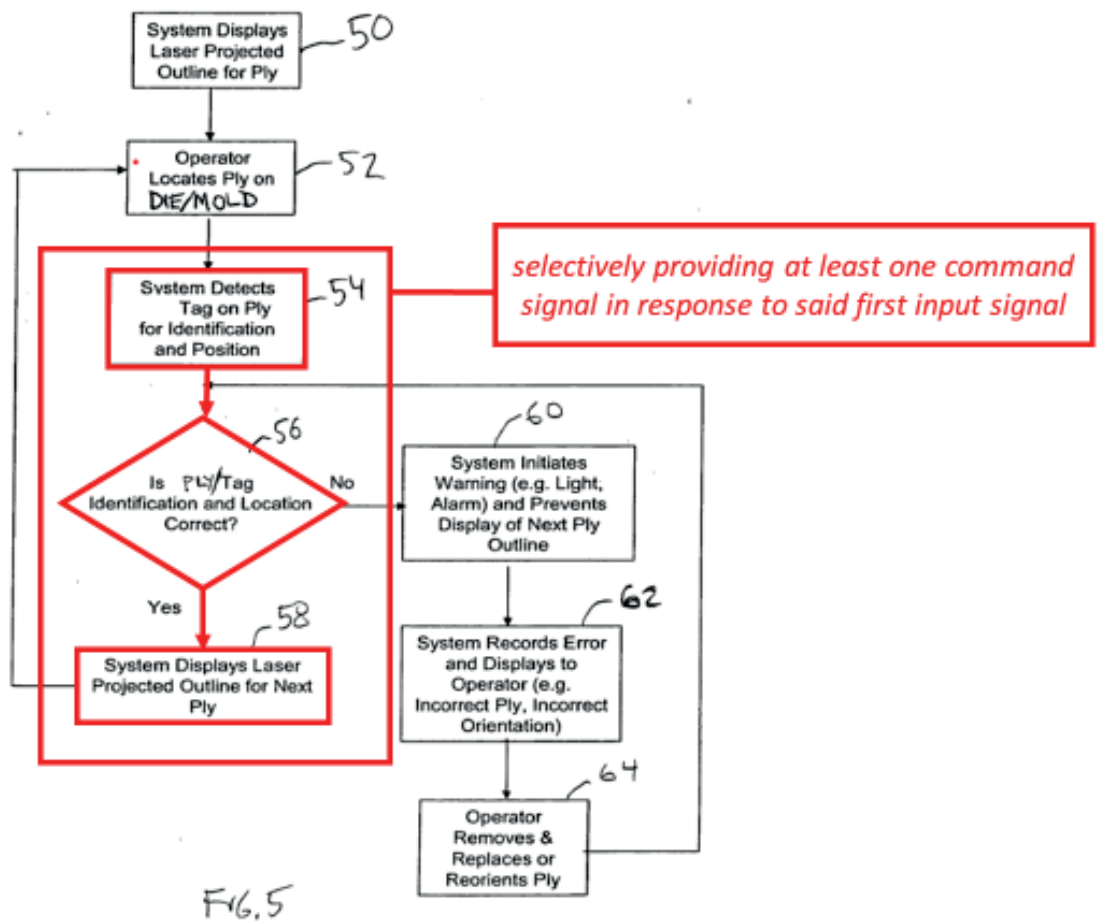 System Displays
Laser Projected
Outline for Ply
50
Operator
Locates Ply on
DIE/MOLD
52
System Detects
Tag on Ply
for Identification
and Position
54
selectively providing at least one command
signal in response to said first input signal
Is PLY/Tag
Identification and Location
Correct?
56
No
Yes
System Displays Laser
Projected Outline for Next
Ply
58
System Initiates
Warning (e.g. Light,
Alarm) and Prevents
Display of Next Ply
Outline
60
System Records Error
and Displays to
Operator (e.g.
Incorrect Ply, Incorrect
Orientation)
62
Operator
Removes &
Replaces or
Reorients Ply
64
FIG. 5